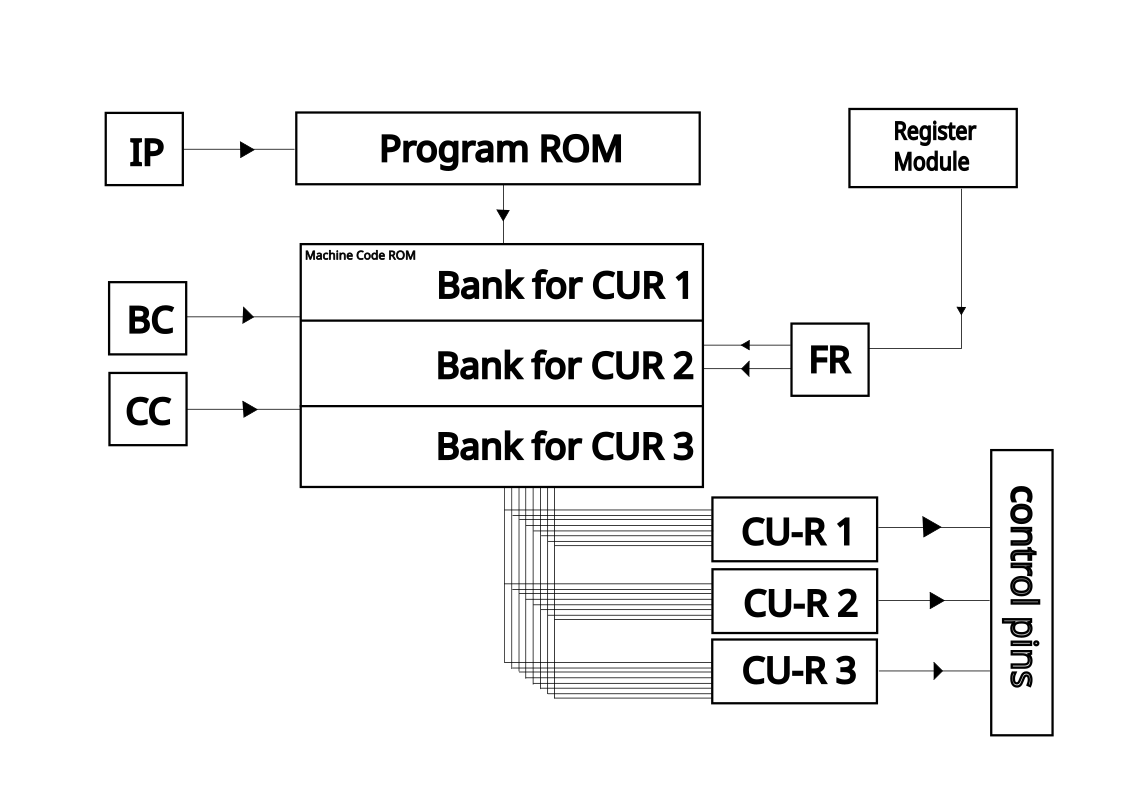 IP
Program ROM
Register
Module
Machine Code ROM
Bank for CUR 1
BC
Bank for CUR 2
FR
CC
Bank for CUR 3
CU-R 1
CU-R 2
CU-R 3
control pins